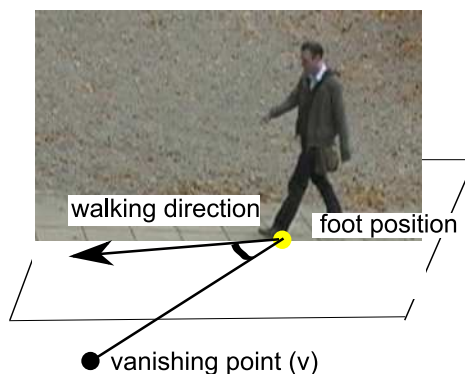 walking direction
foot position
vanishing point (v)